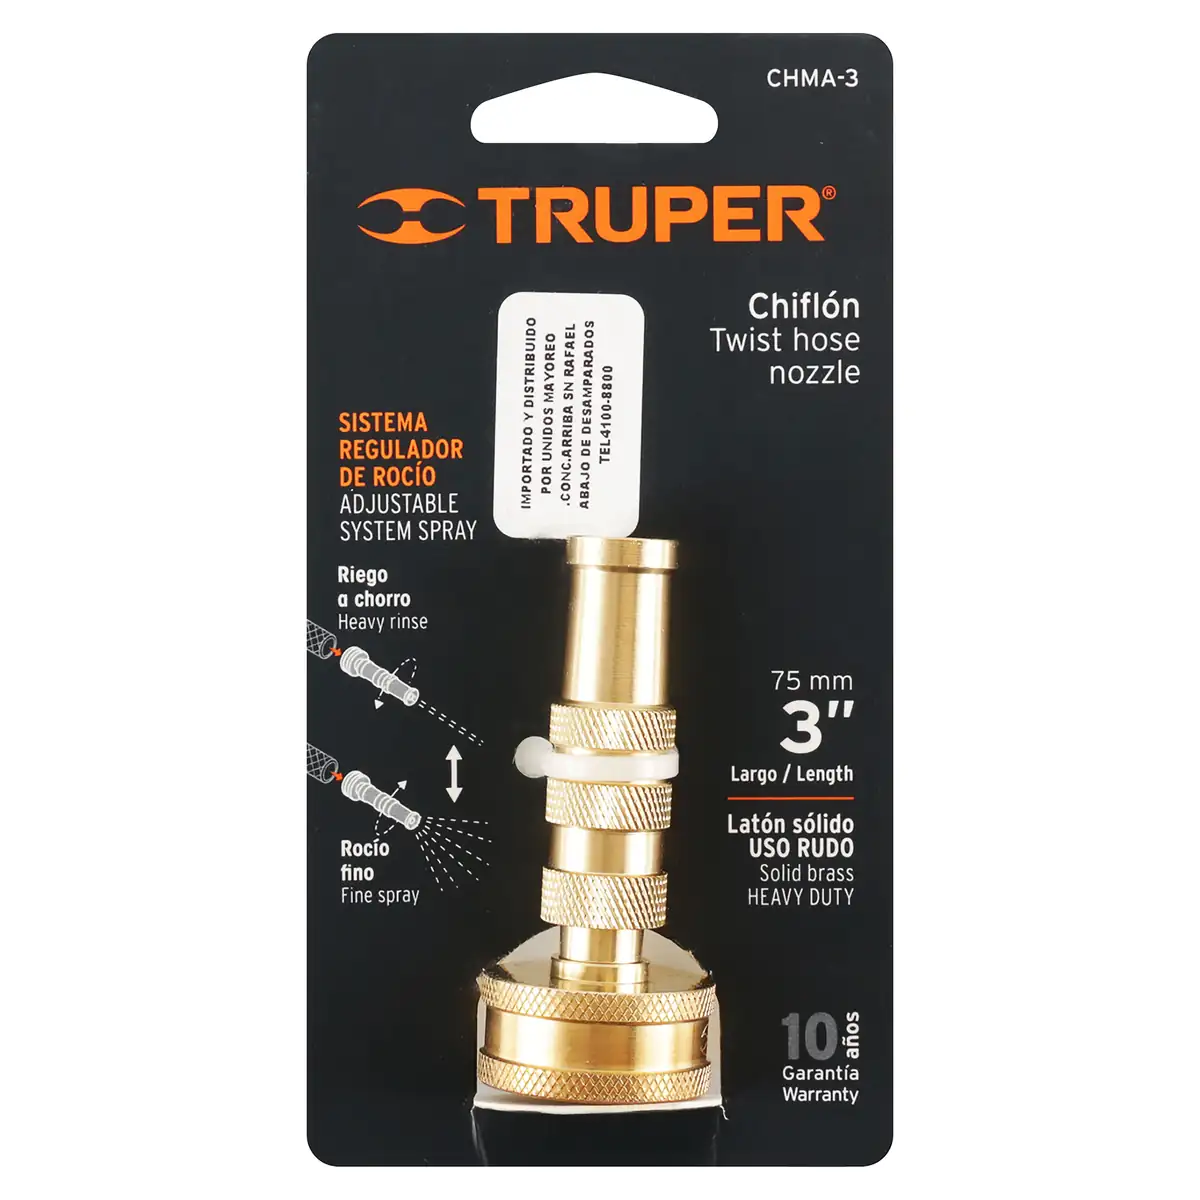 CHMA-3
TRUPER®
Chiflón
Twist hose
nozzle
IMPORTADO Y DISTRIBUIDO
POR UNIDOS MAYOREO
.CONC.ARRIBA SN RAFAEL
ABAJO DE DESAMPARADOS
TEL4100-8800
SISTEMA
REGULADOR
DE ROCÍO
ADJUSTABLE
SYSTEM SPRAY
Riego
a chorro
Heavy rinse
Rocío
fino
Fine spray
75 mm
3"
Largo / Length
Latón sólido
USO RUDO
Solid brass
HEAVY DUTY
10 años
Garantía
Warranty